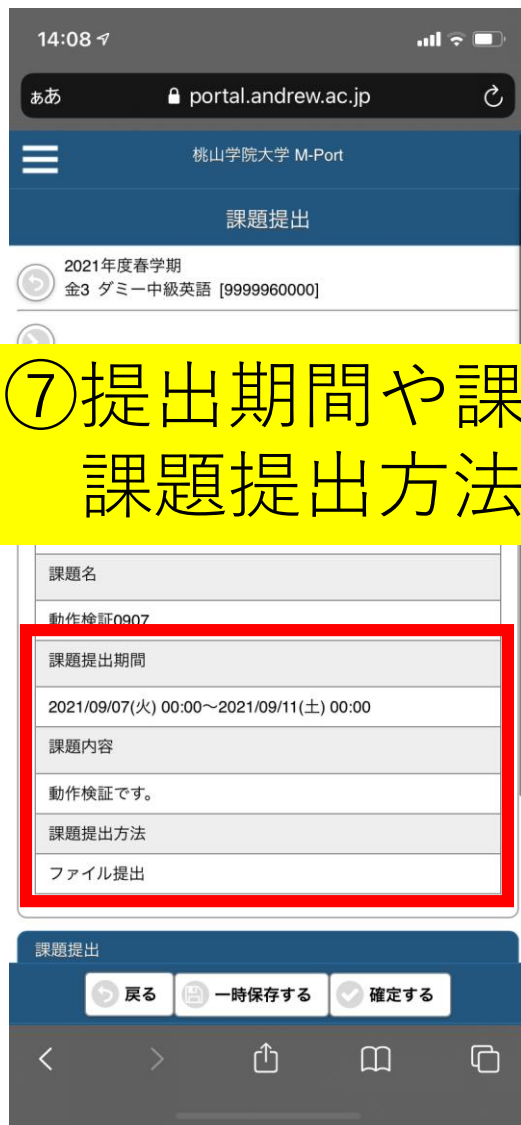 14:08
ぁあ portal.andrew.ac.jp
桃山学院大学 M-Port
課題提出
2021年度春学期
金3 ダミー中級英語 [9999960000]
⑦提出期間や課
課題提出方法
課題名
動作検証0907
課題提出期間
2021/09/07(火) 00:00～2021/09/11(土) 00:00
課題内容
動作検証です。
課題提出方法
ファイル提出
課題提出
戻る 一時保存する 確定する